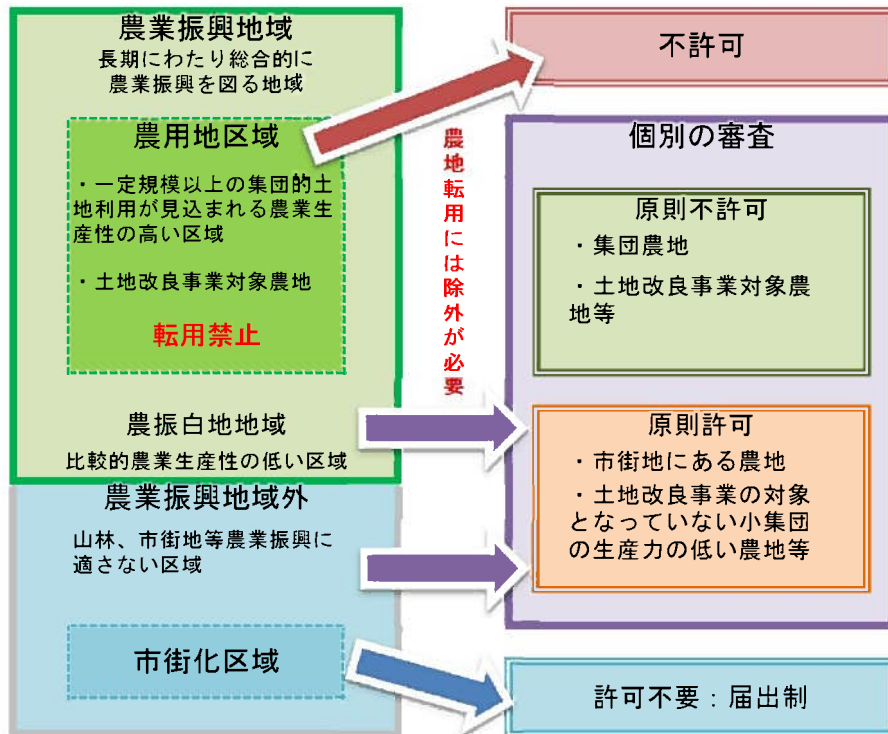 農業振興地域
長期にわたり総合的に
農業振興を図る地域
農用地区域
・一定規模以上の集団的土
地利用が見込まれる農業生
産性の高い区域
・土地改良事業対象農地
転用禁止
農振白地地域
比較的農業生産性の低い区域
農業振興地域外
山林、市街地等農業振興に
適さない区域
市街化区域
農地転用には除外が必要
不許可
個別の審査
原則不許可
・集団農地
・土地改良事業対象農
地等
原則許可
・市街地にある農地
・土地改良事業の対象
となっていない小集団
の生産力の低い農地等
許可不要：届出制